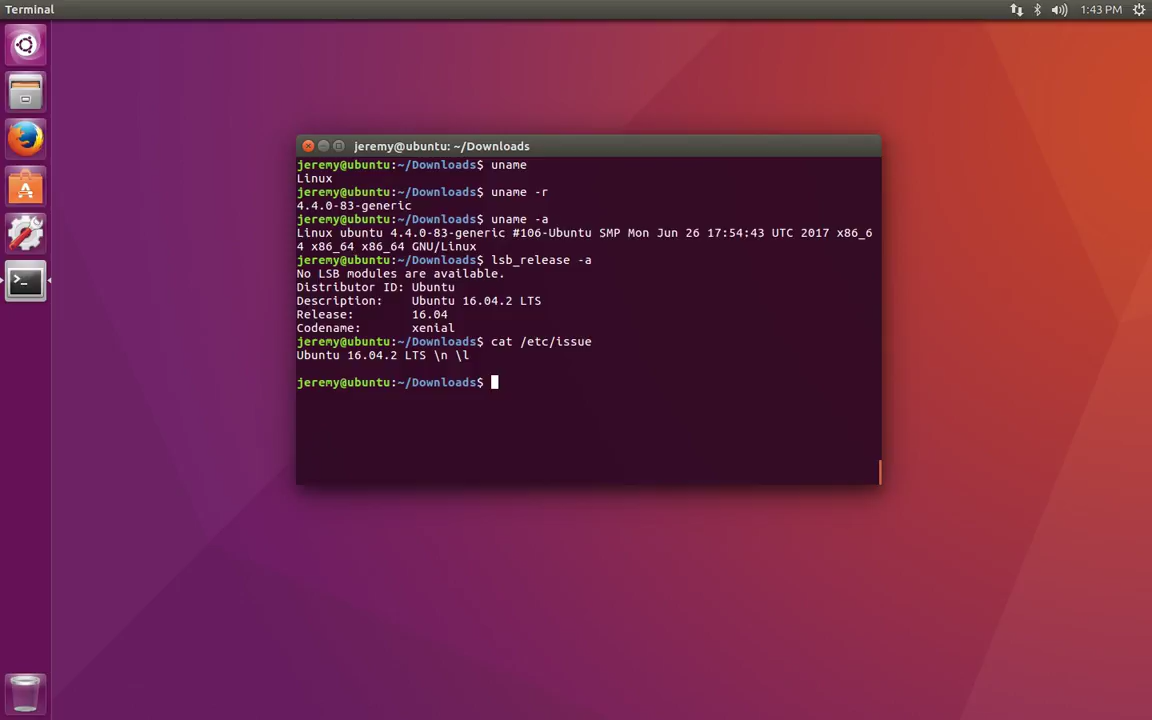 Terminal
1:43 PM
jeremy@ubuntu: ~/Downloads
jeremy@ubuntu:~/Downloads$ uname
Linux
jeremy@ubuntu:~/Downloads$ uname -r
4.4.0-83-generic
jeremy@ubuntu:~/Downloads$ uname -a
Linux ubuntu 4.4.0-83-generic #106-Ubuntu SMP Mon Jun 26 17:54:43 UTC 2017 x86_6
4 x86_64 x86_64 GNU/Linux
jeremy@ubuntu:~/Downloads$ lsb_release -a
No LSB modules are available.
Distributor ID: Ubuntu
Description:    Ubuntu 16.04.2 LTS
Release:        16.04
Codename:       xenial
jeremy@ubuntu:~/Downloads$ cat /etc/issue
Ubuntu 16.04.2 LTS \n \l
jeremy@ubuntu:~/Downloads$